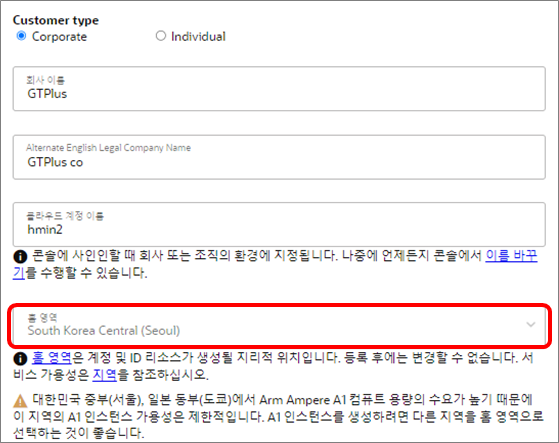 Customer type
Corporate Individual
회사 이름
GTPlus
Alternate English Legal Company Name
GTPlus co
클라우드 계정 이름
hmin2
콘솔에 사인인할 때 회사 또는 조직의 환경에 지정됩니다. 나중에 언제든지 콘솔에서 이름 바꾸
기를 수행할 수 있습니다.
홈 영역
South Korea Central (Seoul)
홈 영역은 계정 및 ID 리소스가 생성될 지리적 위치입니다. 등록 후에는 변경할 수 없습니다. 서
비스 가용성은 지역을 참조하십시오.
대한민국 중부(서울), 일본 동부(도쿄)에서 Arm Ampere A1 컴퓨트 용량의 수요가 높기 때문에
이 지역의 A1 인스턴스 가용성은 제한적입니다. A1 인스턴스를 생성하려면 다른 지역을 홈 영역으로
선택하는 것이 좋습니다.